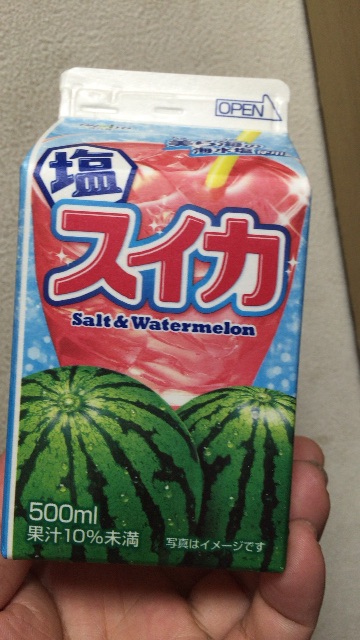 OPEN
塩
スイカ
Salt & Watermelon
500ml
果汁10%未満
写真はイメージです